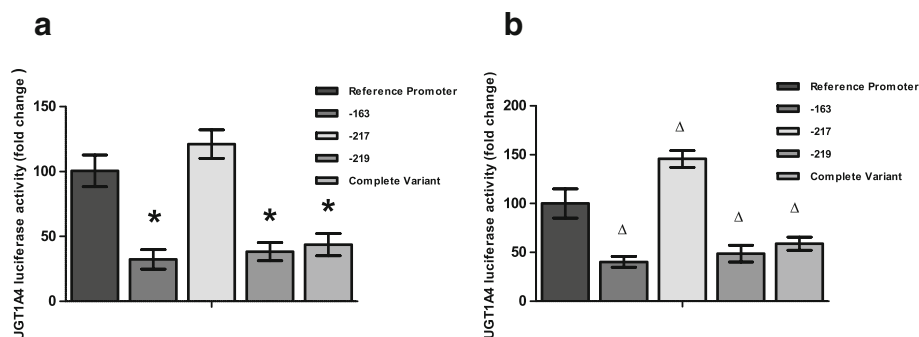 a
UGT1A4 luciferase activity (fold change )
150
100
50
0
*
*
*
Reference Promoter
-163
-217
-219
Complete Variant
b
UGT1A4 luciferase activity (fold change)
200
150
100
50
0
Δ
Δ
Δ
Δ
Reference Promoter
-163
-217
-219
Complete Variant